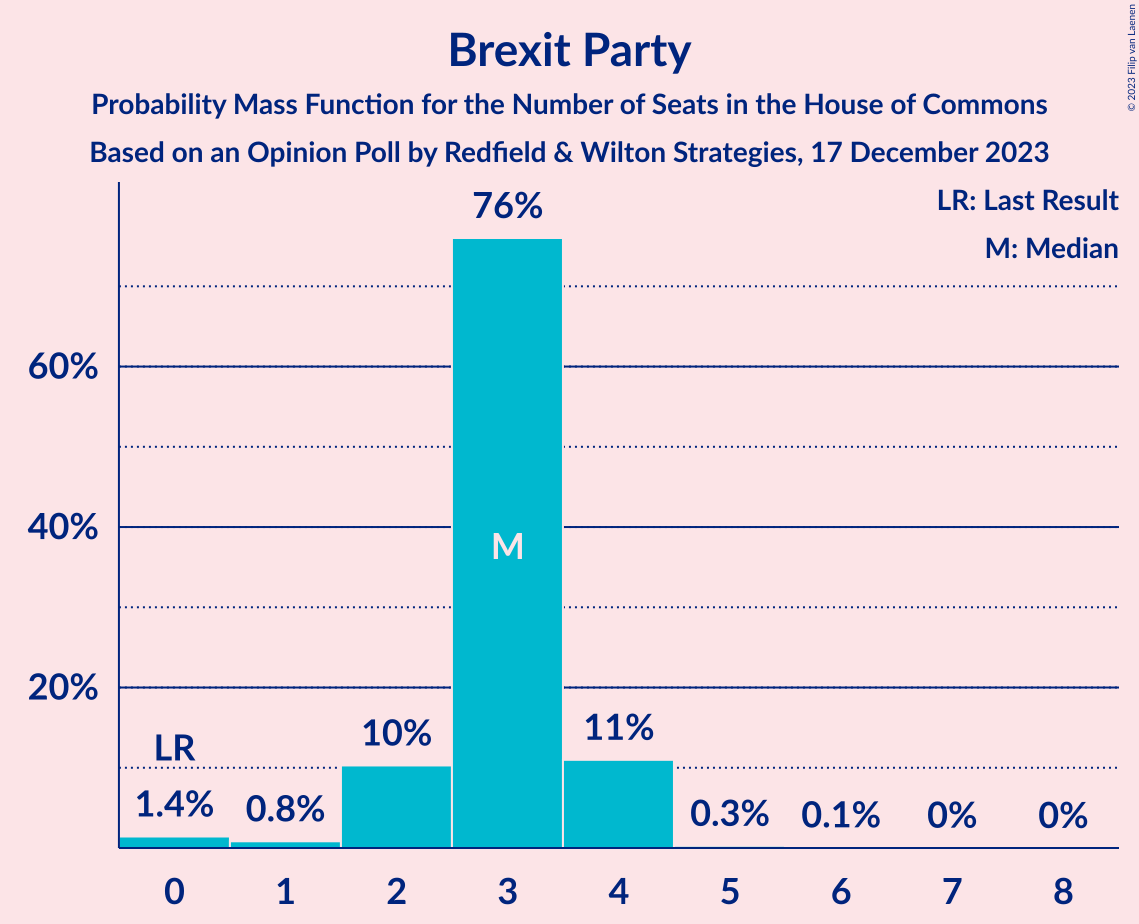 Brexit Party
Probability Mass Function for the Number of Seats in the House of Commons
Based on an Opinion Poll by Redfield & Wilton Strategies, 17 December 2023
© 2023 Filip van Laenen
LR: Last Result
M: Median
60%
40%
20%
76%
M
LR
1.4%
0.8%
10%
11%
0.3%
0.1%
0%
0%
0 1 2 3 4 5 6 7 8